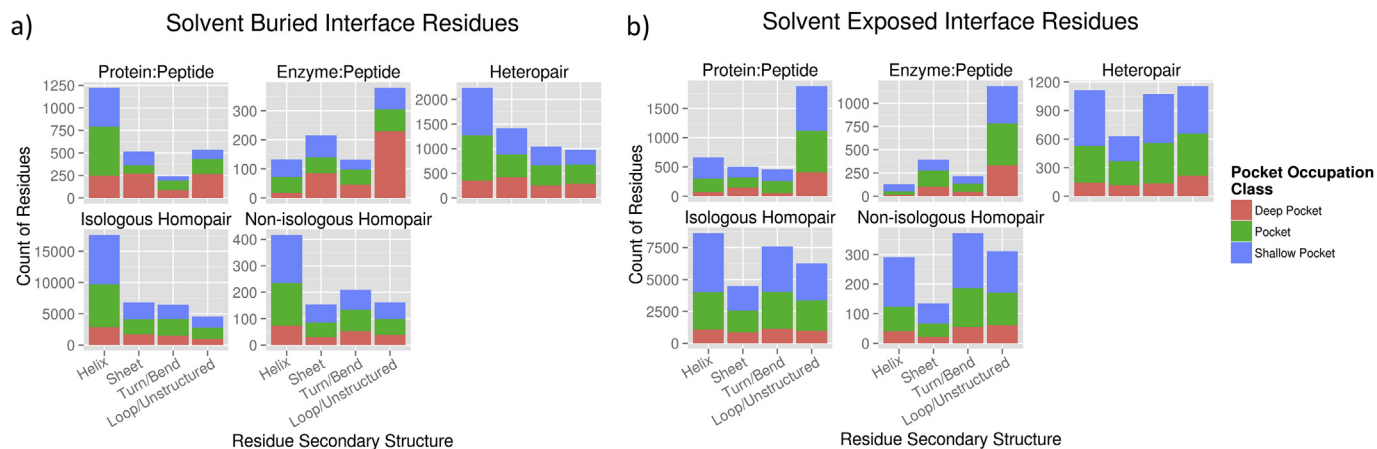 a)
Solvent Buried Interface Residues
Protein:Peptide
Enzyme:Peptide
Heteropair
1250
1000
750
500
250
0
300
200
100
0
2000
1500
1000
500
0
Count of Residues
Isologous Homopair
Non-isologous Homopair
15000
10000
5000
0
400
300
200
100
0
Helix
Sheet
Turn/Bend
Loop/Unstructured
Helix
Sheet
Turn/Bend
Loop/Unstructured
Residue Secondary Structure
b)
Solvent Exposed Interface Residues
Protein:Peptide
Enzyme:Peptide
Heteropair
1500
1000
500
0
1000
750
500
250
0
1200
900
600
300
0
Count of Residues
Isologous Homopair
Non-isologous Homopair
7500
5000
2500
0
300
200
100
0
Helix
Sheet
Turn/Bend
Loop/Unstructured
Helix
Sheet
Turn/Bend
Loop/Unstructured
Residue Secondary Structure
Pocket Occupation
Class
Deep Pocket
Pocket
Shallow Pocket